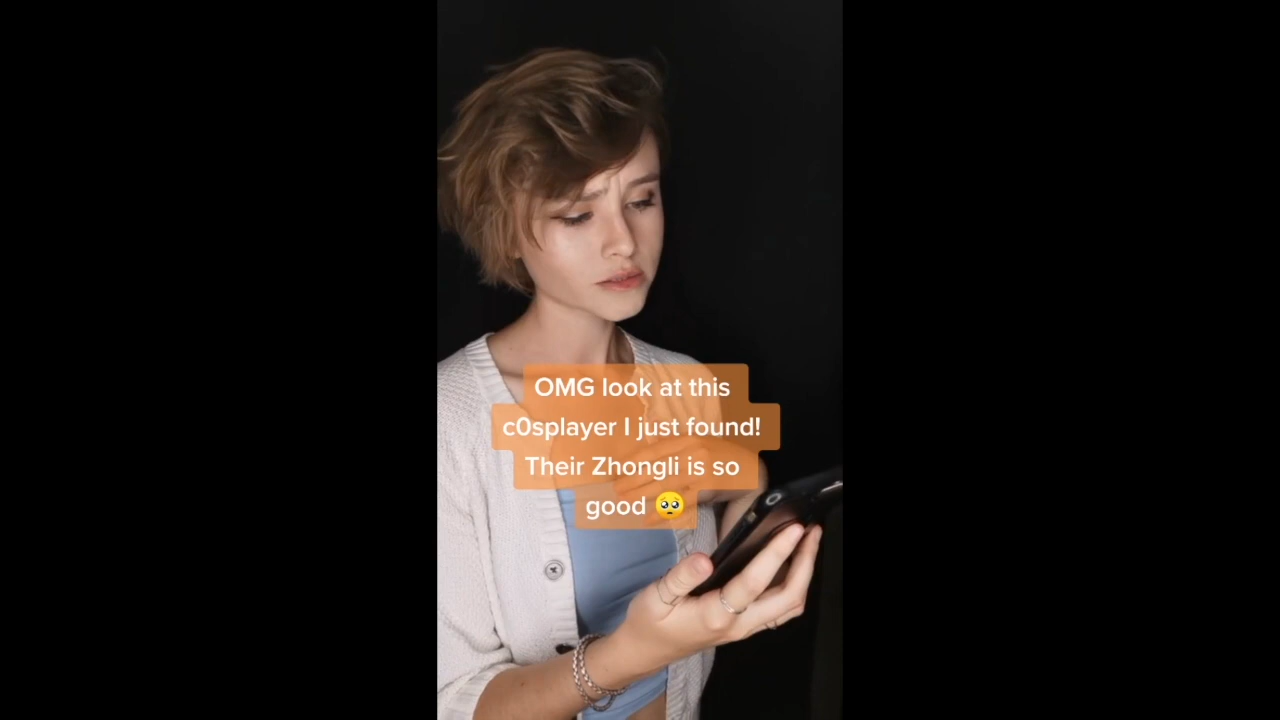 OMG look at this
c0splayer I just found!
Their Zhongli is so
good 🥺